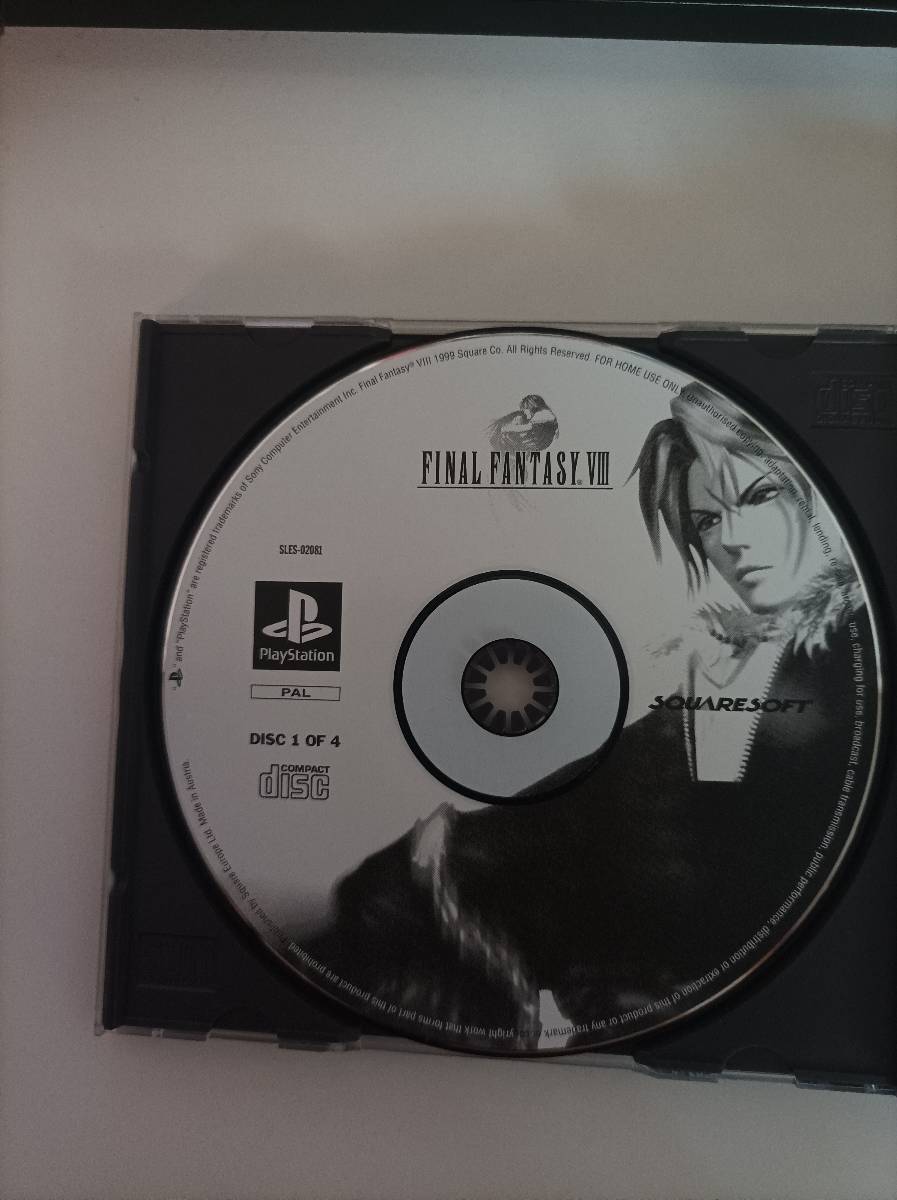 " " and "PlayStation" are registered trademarks of Sony Computer Entertainment Inc. Final Fantasy® VIII 1999 Square Co. All Rights Reserved. FOR HOME USE ONLY. Unauthorised copying, adaptation, rental, lending, re use, charging for use, broadcast, cable transmission, public performance, distribution or extraction of this product or any trademark or copyright work that forms part of this product are prohibited. Published by Square Europe Ltd. Made in Austria.
FINAL FANTASY® VIII
SLES-02081
PlayStation
PAL
SQUARESOFT
DISC 1 OF 4
COMPACT
disc
disc